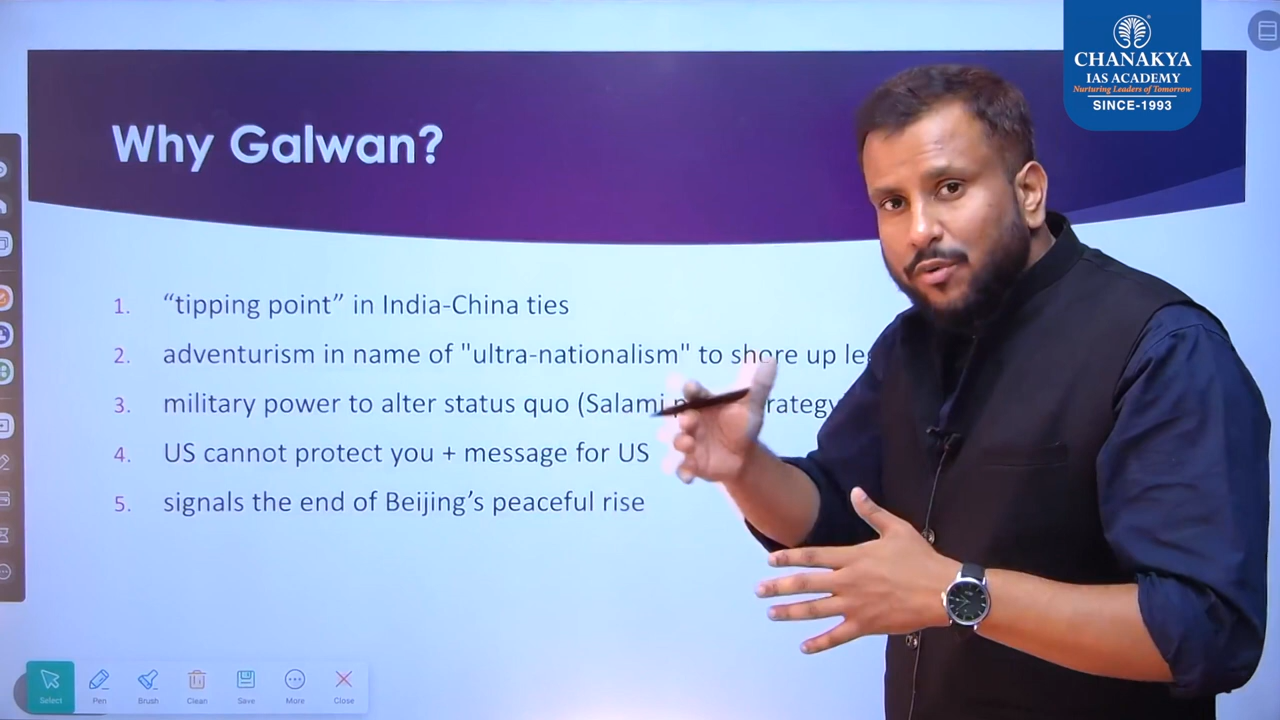 CHANAKYA
IAS ACADEMY
Nurturing Leaders of Tomorrow
SINCE-1993
Why Galwan?
1. “tipping point” in India-China ties
2. adventurism in name of "ultra-nationalism" to shore up
3. military power to alter status quo (Salami
4. US cannot protect you + message for US
5. signals the end of Beijing’s peaceful rise
Select Pen Brush Clean Save More Close